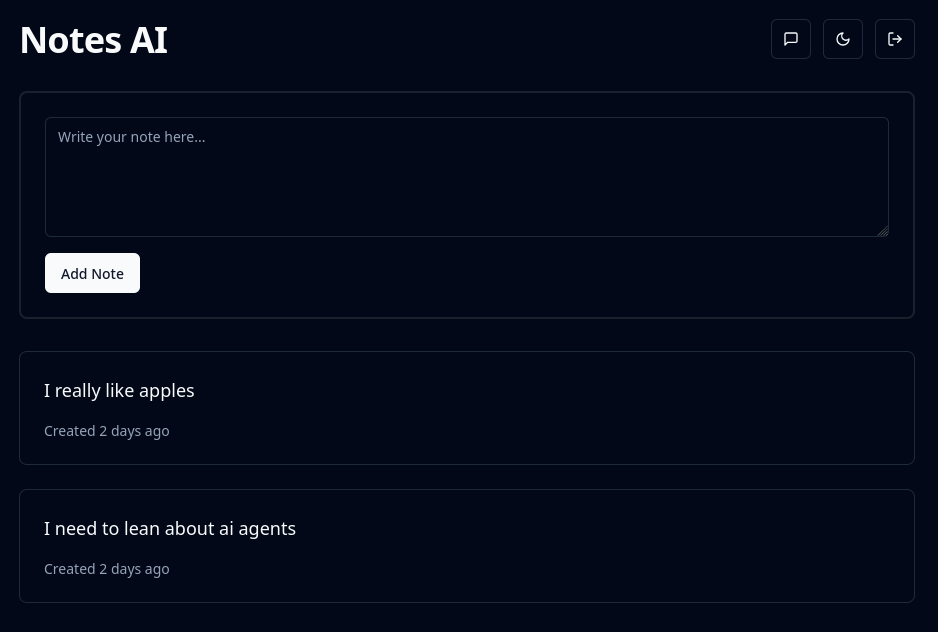 Notes AI
Write your note here...
Add Note
I really like apples
Created 2 days ago
I need to lean about ai agents
Created 2 days ago